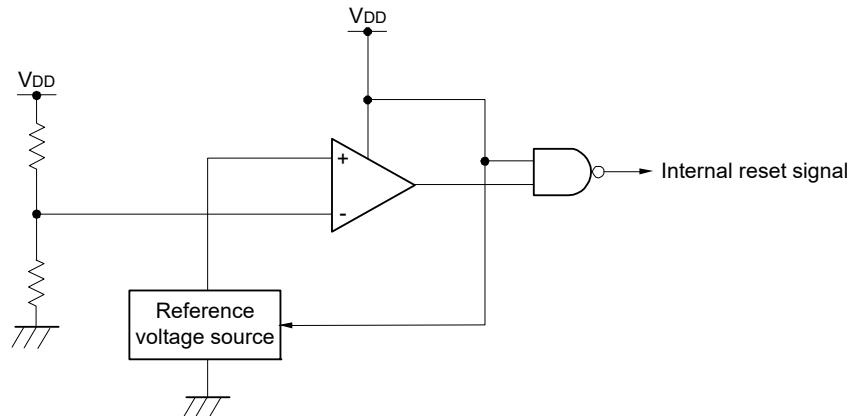 VDD
VDD
+
-
Internal reset signal
Reference
voltage source